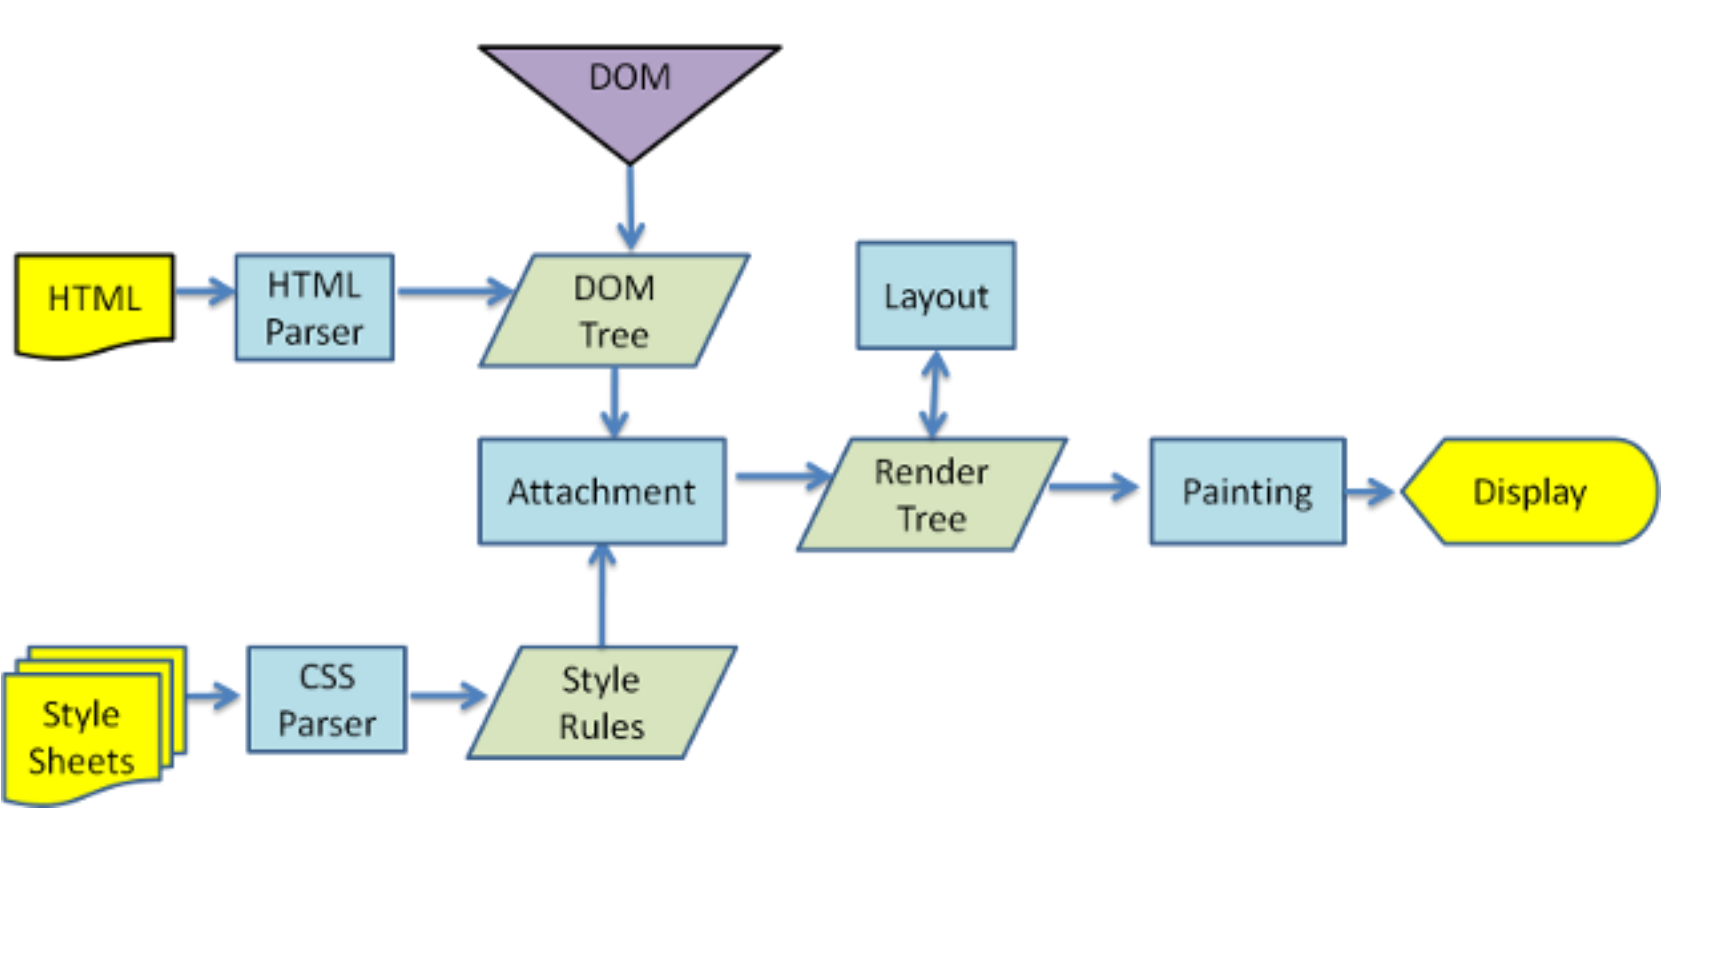 DOM
HTML
HTML
Parser
DOM
Tree
Layout
Attachment
Render
Tree
Painting
Display
Style
Sheets
CSS
Parser
Style
Rules